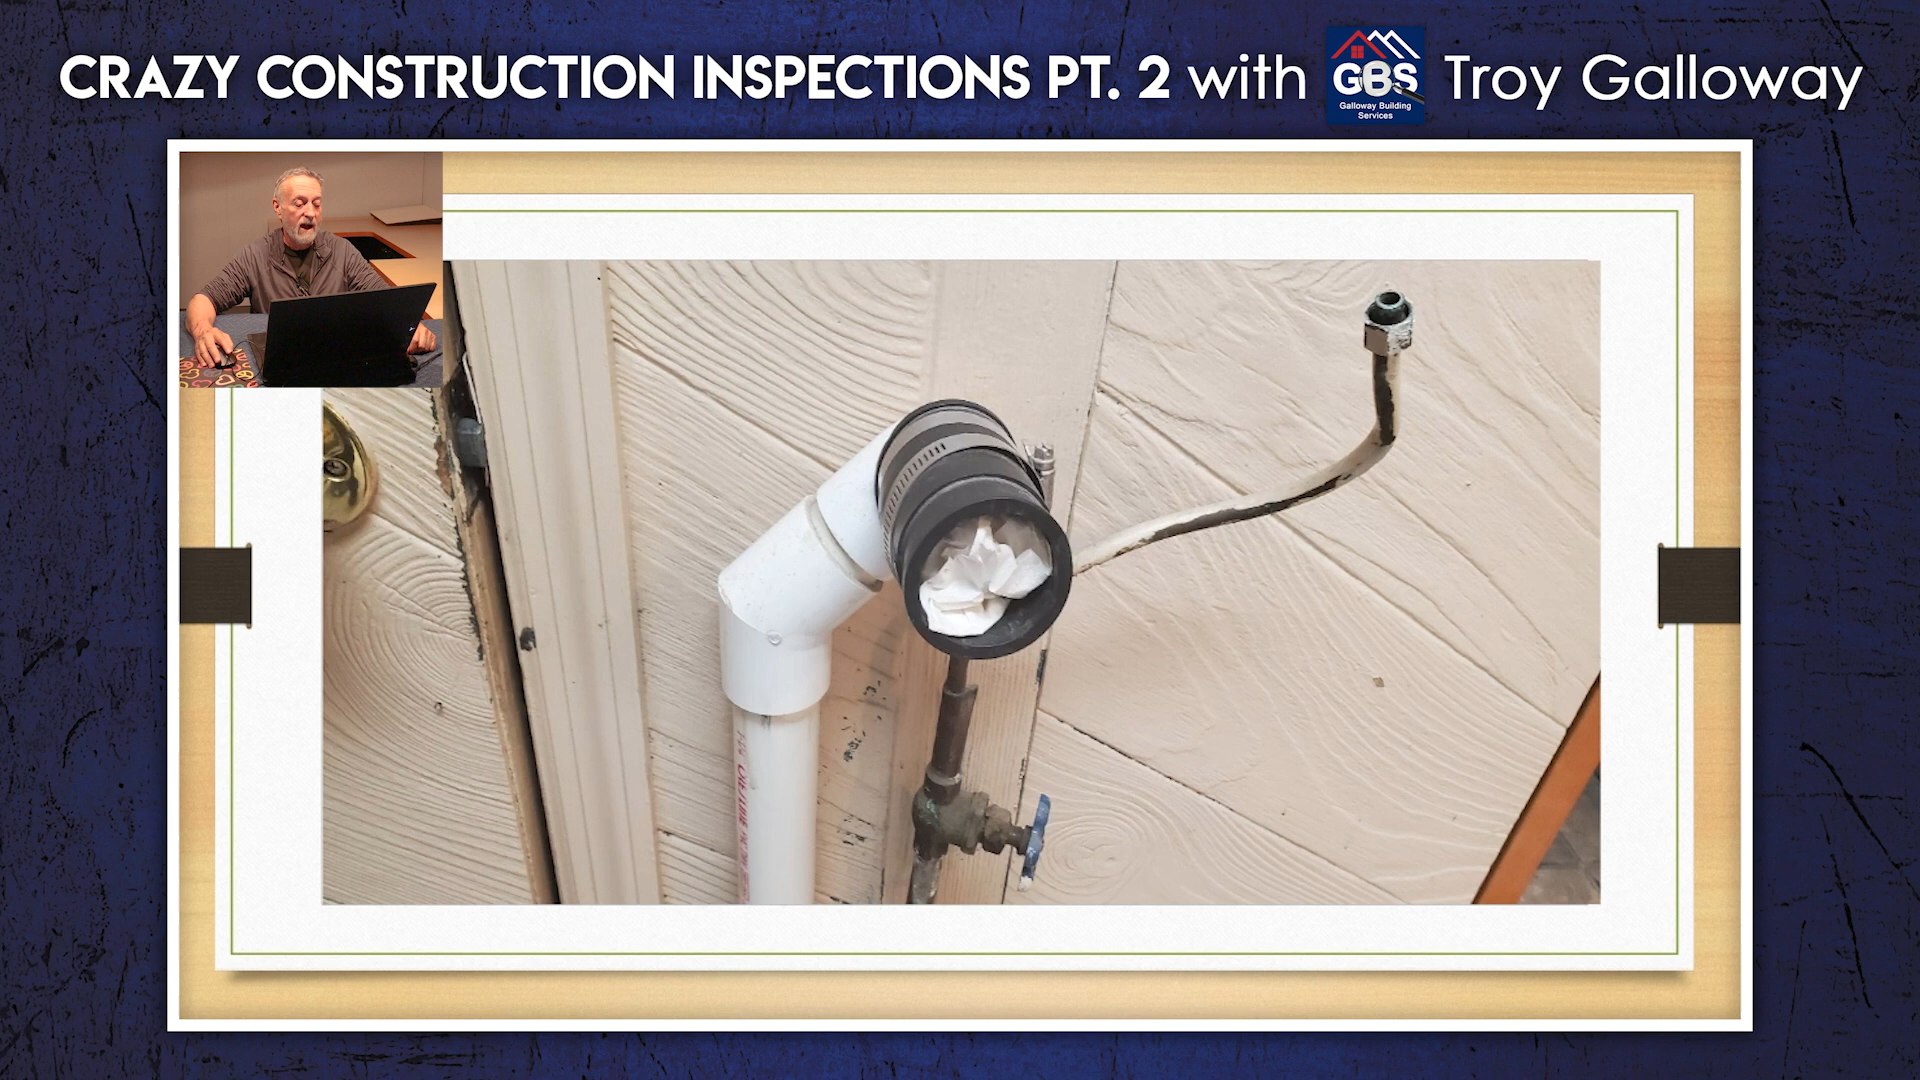 CRAZY CONSTRUCTION INSPECTIONS PT. 2 with GBS Troy Galloway
Galloway Building
Services